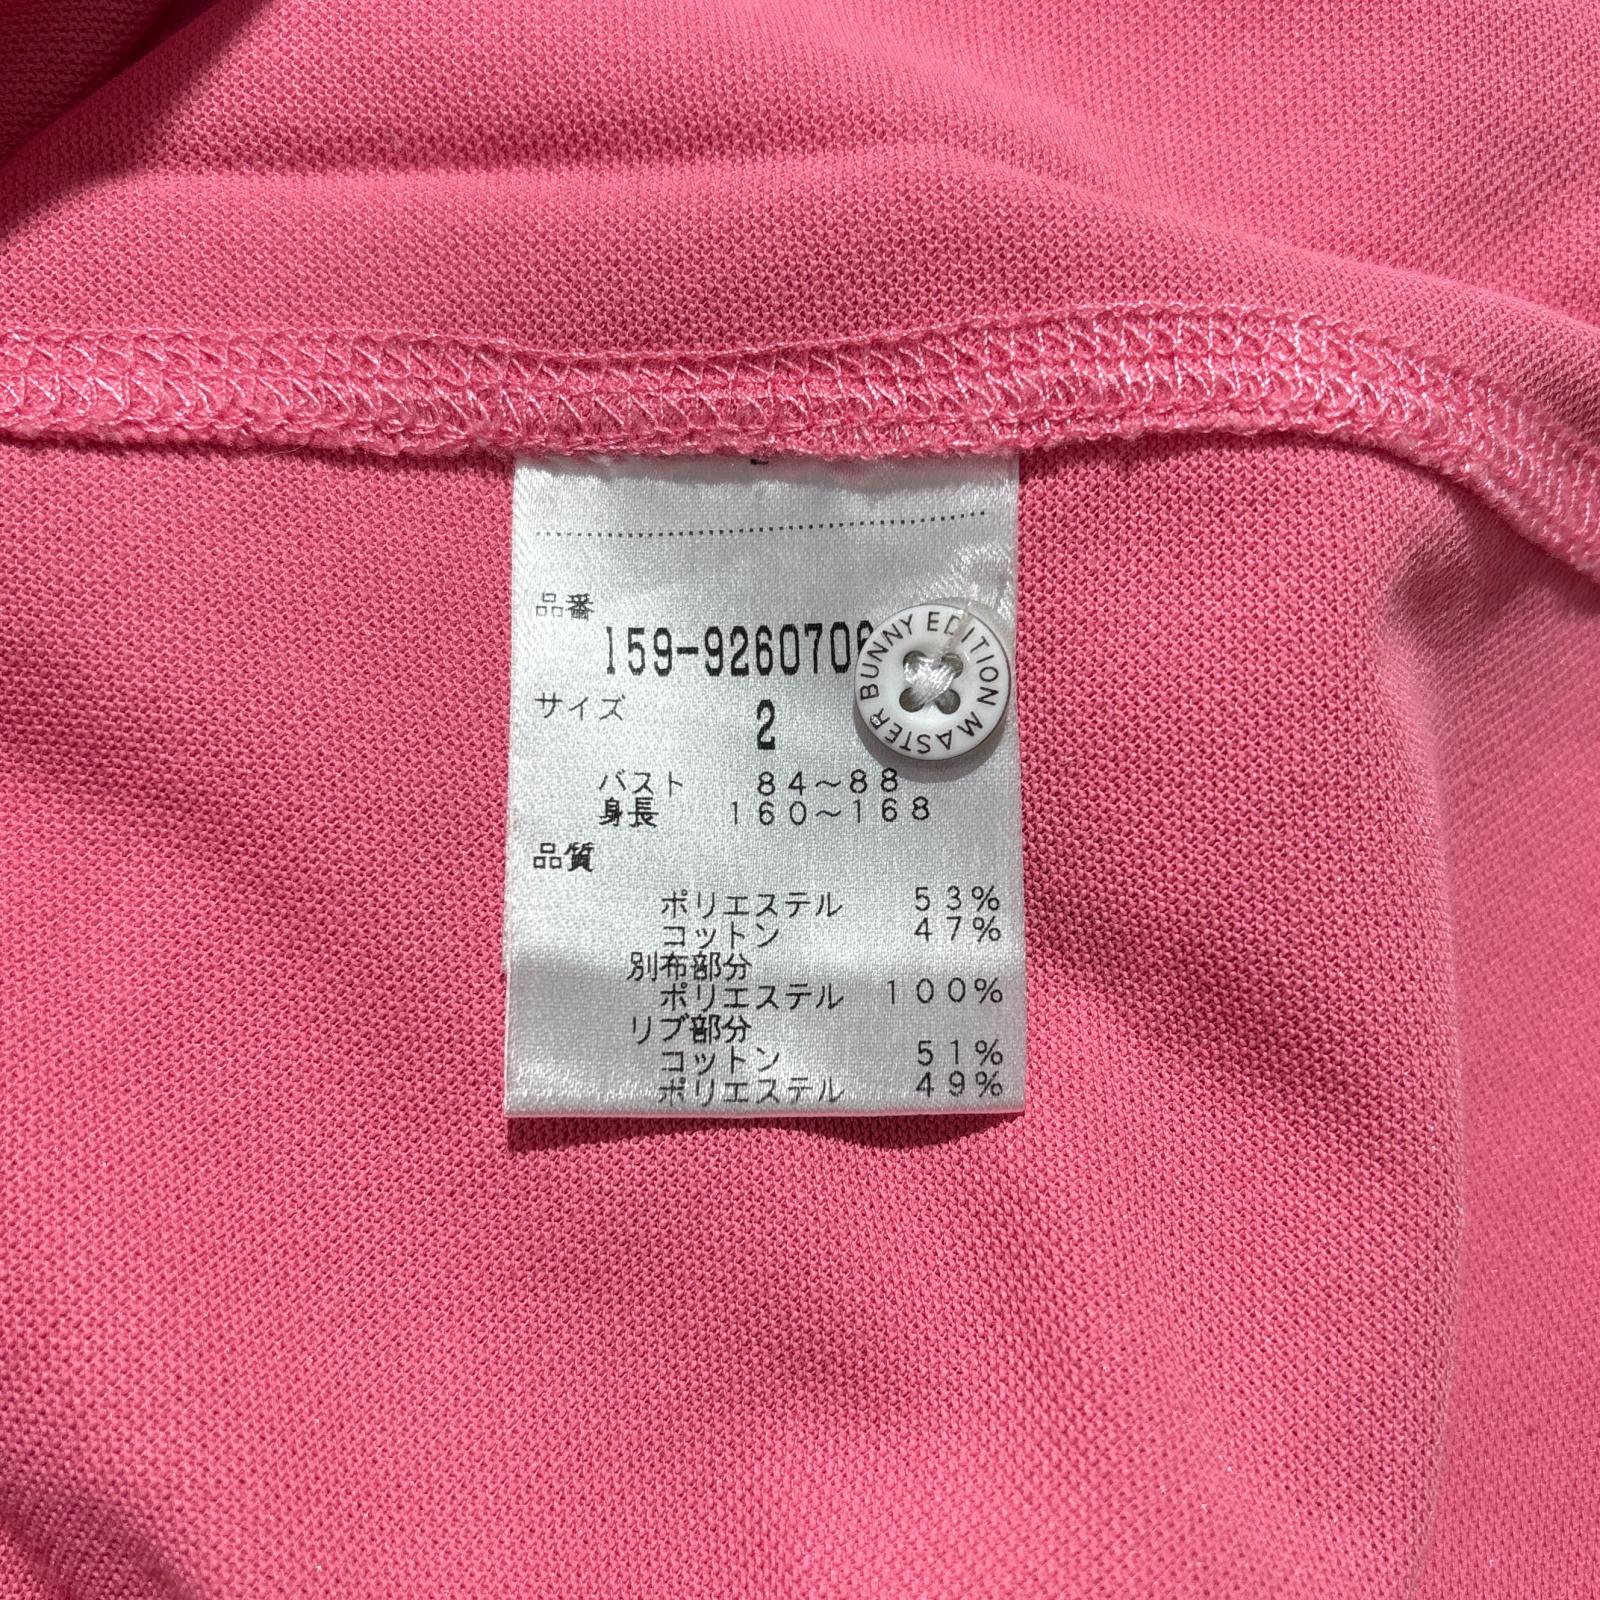 品番
159-9260706
サイズ
2
バスト 84~88
身長 160~168
品質
ポリエステル 53%
コットン 47%
別布部分
ポリエステル 100%
リブ部分
コットン 51%
ポリエステル 49%
MASTER BUNNY EDITION